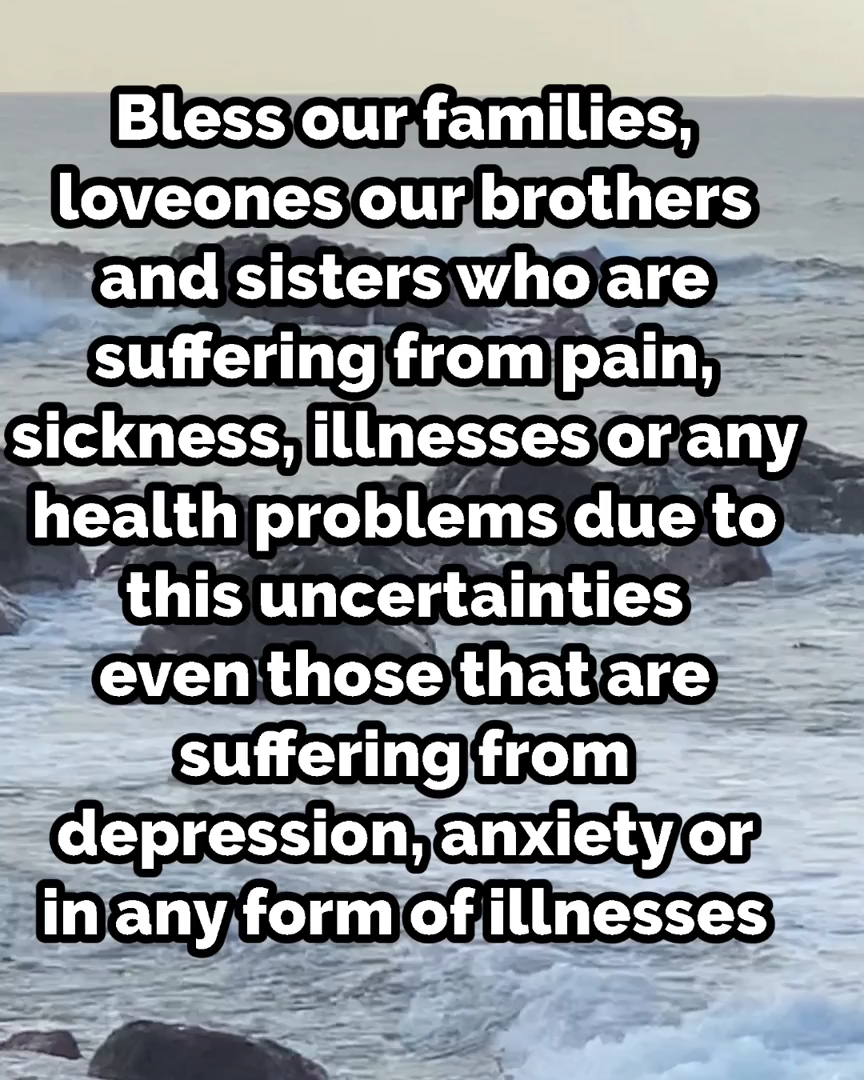 Bless our families,
loveones our brothers
and sisters who are
suffering from pain,
sickness, illnesses or any
health problems due to
this uncertainties
even those that are
suffering from
depression, anxiety or
in any form of illnesses